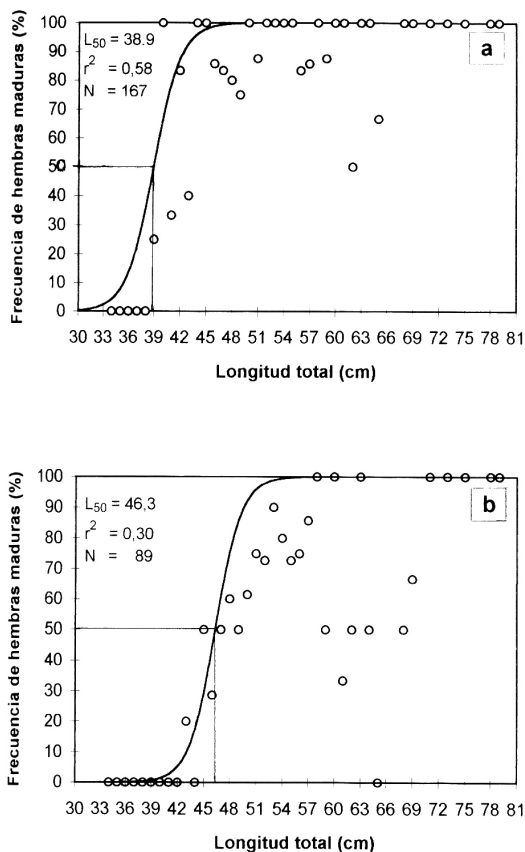 Frecuencia de hembras maduras (%)
100
90
80
70
60
50
40
30
20
10
0
L50 = 38.9
r2 = 0,58
N = 167
a
30 33 36 39 42 45 48 51 54 57 60 63 66 69 72 75 78 81
Longitud total (cm)
Frecuencia de hembras maduras (%)
100
90
80
70
60
50
40
30
20
10
0
L50 = 46,3
r2 = 0,30
N = 89
b
30 33 36 39 42 45 48 51 54 57 60 63 66 69 72 75 78 81
Longitud total (cm)